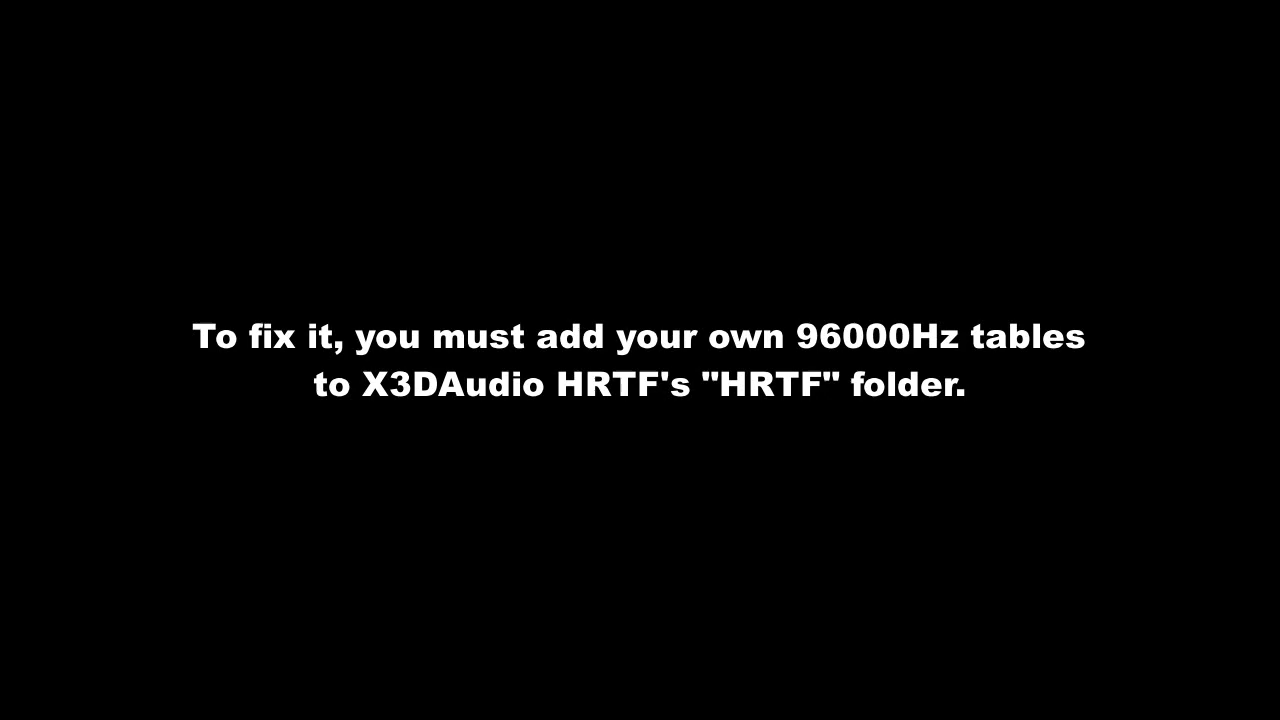 To fix it, you must add your own 96000Hz tables
to X3DAudio HRTF's "HRTF" folder.